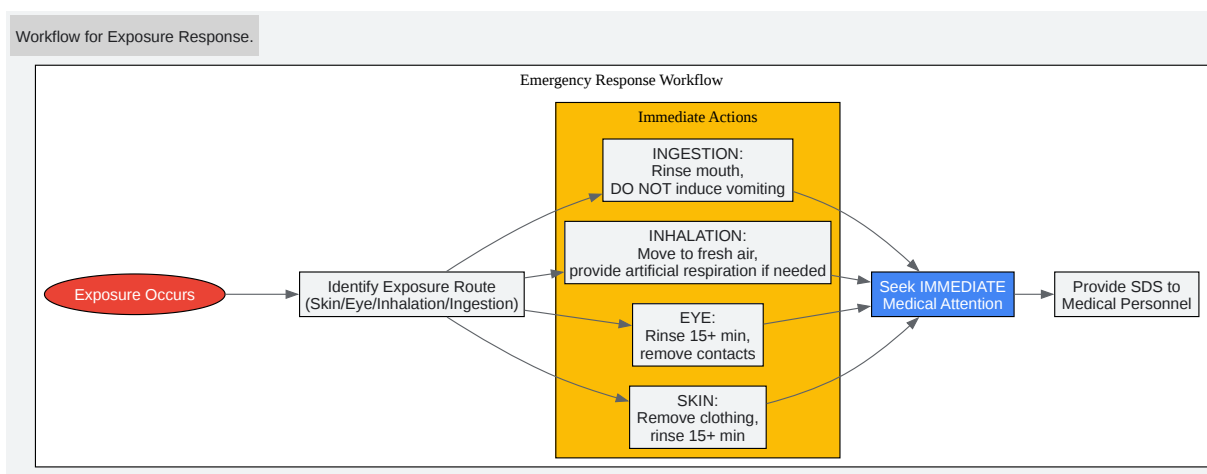 Workflow for Exposure Response.
Emergency Response Workflow
Immediate Actions
INGESTION:
Rinse mouth,
DO NOT induce vomiting
INHALATION:
Move to fresh air,
provide artificial respiration if needed
Exposure Occurs
Identify Exposure Route
(Skin/Eye/Inhalation/Ingestion)
EYE:
Rinse 15+ min,
remove contacts
SKIN:
Remove clothing,
rinse 15+ min
Seek IMMEDIATE
Medical Attention
Provide SDS to
Medical Personnel